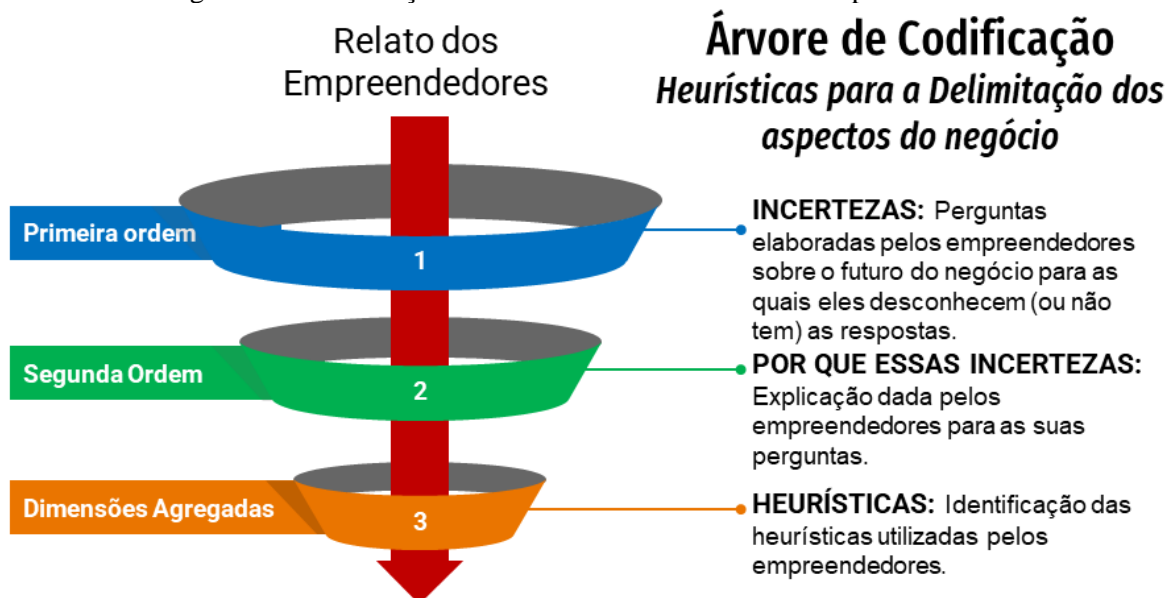 Relato dos
Empreendedores
Árvore de Codificação
Heurísticas para a Delimitação dos
aspectos do negócio
Primeira ordem
1
INCERTEZAS: Perguntas
elaboradas pelos empreendedores
sobre o futuro do negócio para as
quais eles desconhecem (ou não
tem) as respostas.
Segunda Ordem
2
POR QUE ESSAS INCERTEZAS:
Explicação dada pelos
empreendedores para as suas
perguntas.
Dimensões Agregadas
3
HEURÍSTICAS: Identificação das
heurísticas utilizadas pelos
empreendedores.